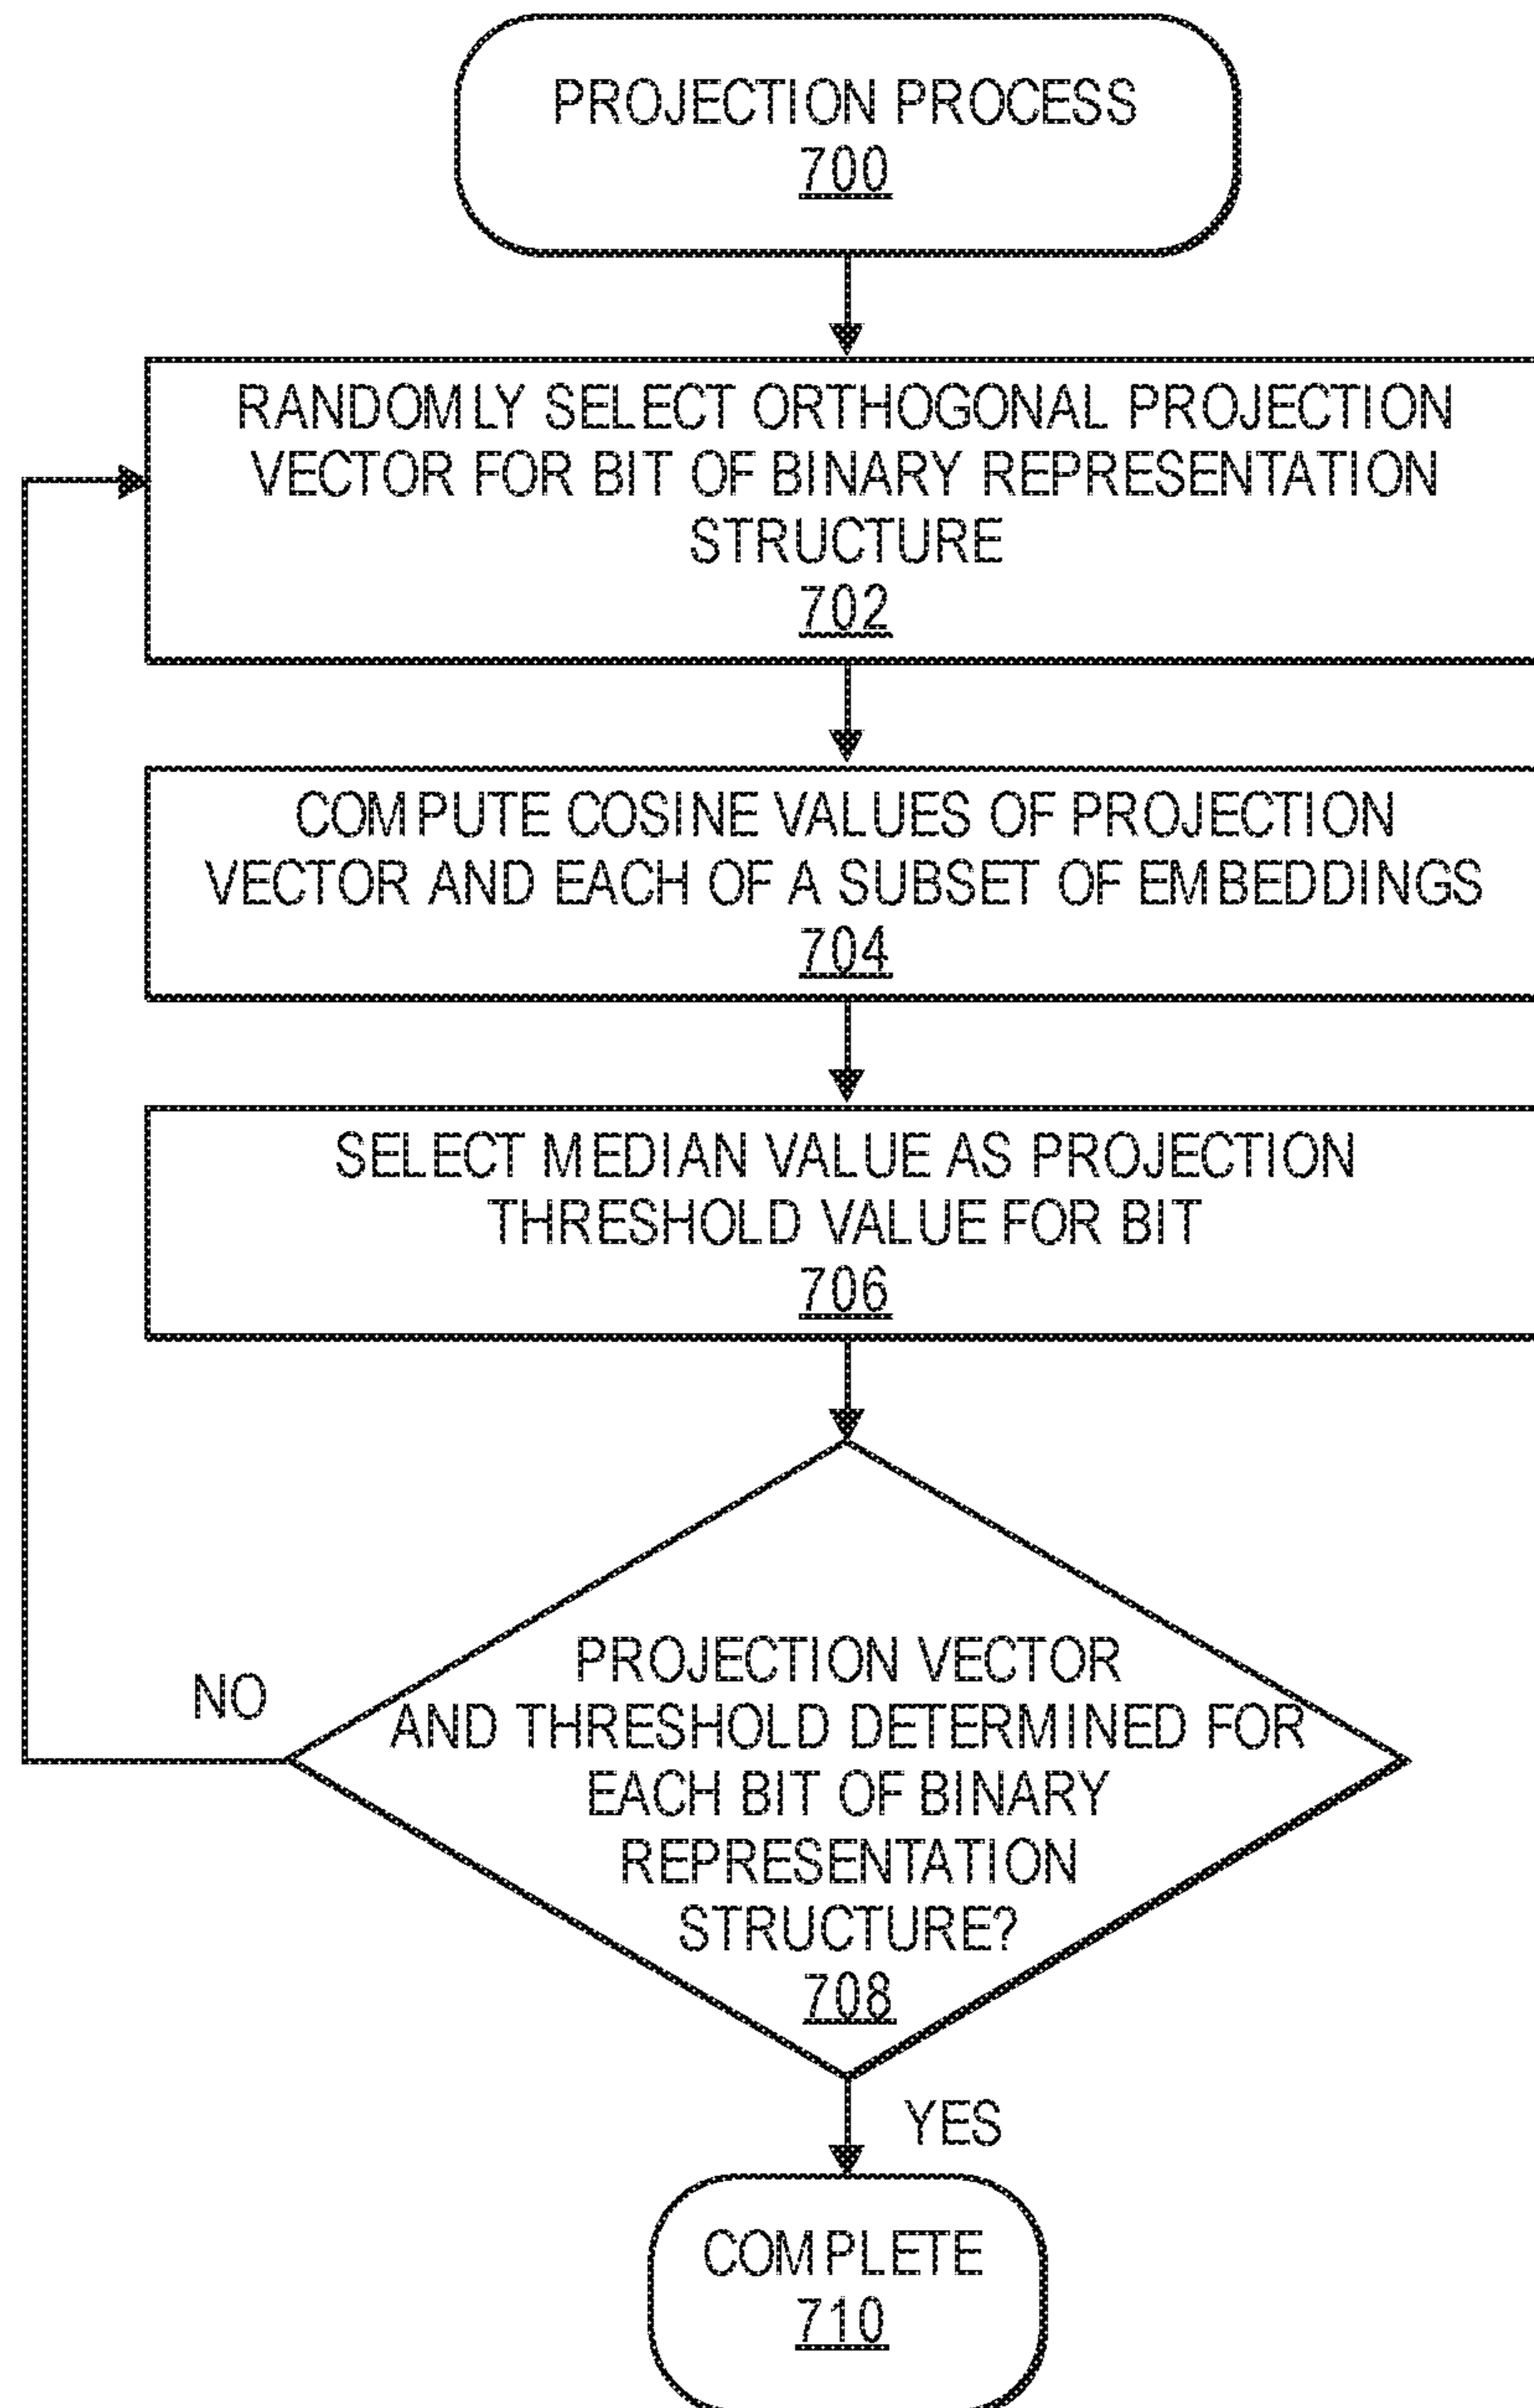 PROJECTION PROCESS
700
RANDOMLY SELECT ORTHOGONAL PROJECTION
VECTOR FOR BIT OF BINARY REPRESENTATION
STRUCTURE
702
COMPUTE COSINE VALUES OF PROJECTION
VECTOR AND EACH OF A SUBSET OF EMBEDDINGS
704
SELECT MEDIAN VALUE AS PROJECTION
THRESHOLD VALUE FOR BIT
706
PROJECTION VECTOR
AND THRESHOLD DETERMINED FOR
EACH BIT OF BINARY
REPRESENTATION
STRUCTURE?
708
NO
YES
COMPLETE
710